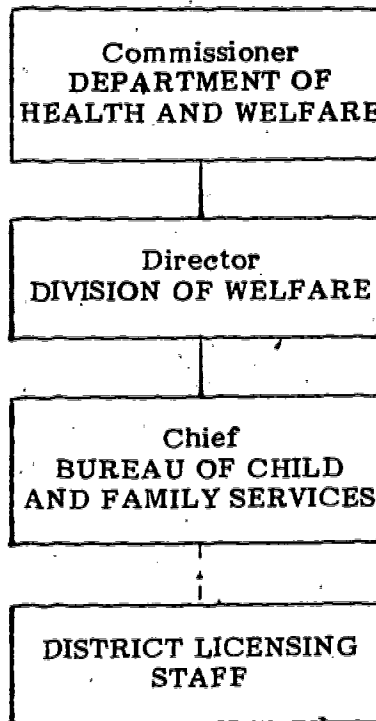 Commissioner
DEPARTMENT OF
HEALTH AND WELFARE
Director
DIVISION OF WELFARE
Chief
BUREAU OF CHILD
AND FAMILY SERVICES
DISTRICT LICENSING
STAFF